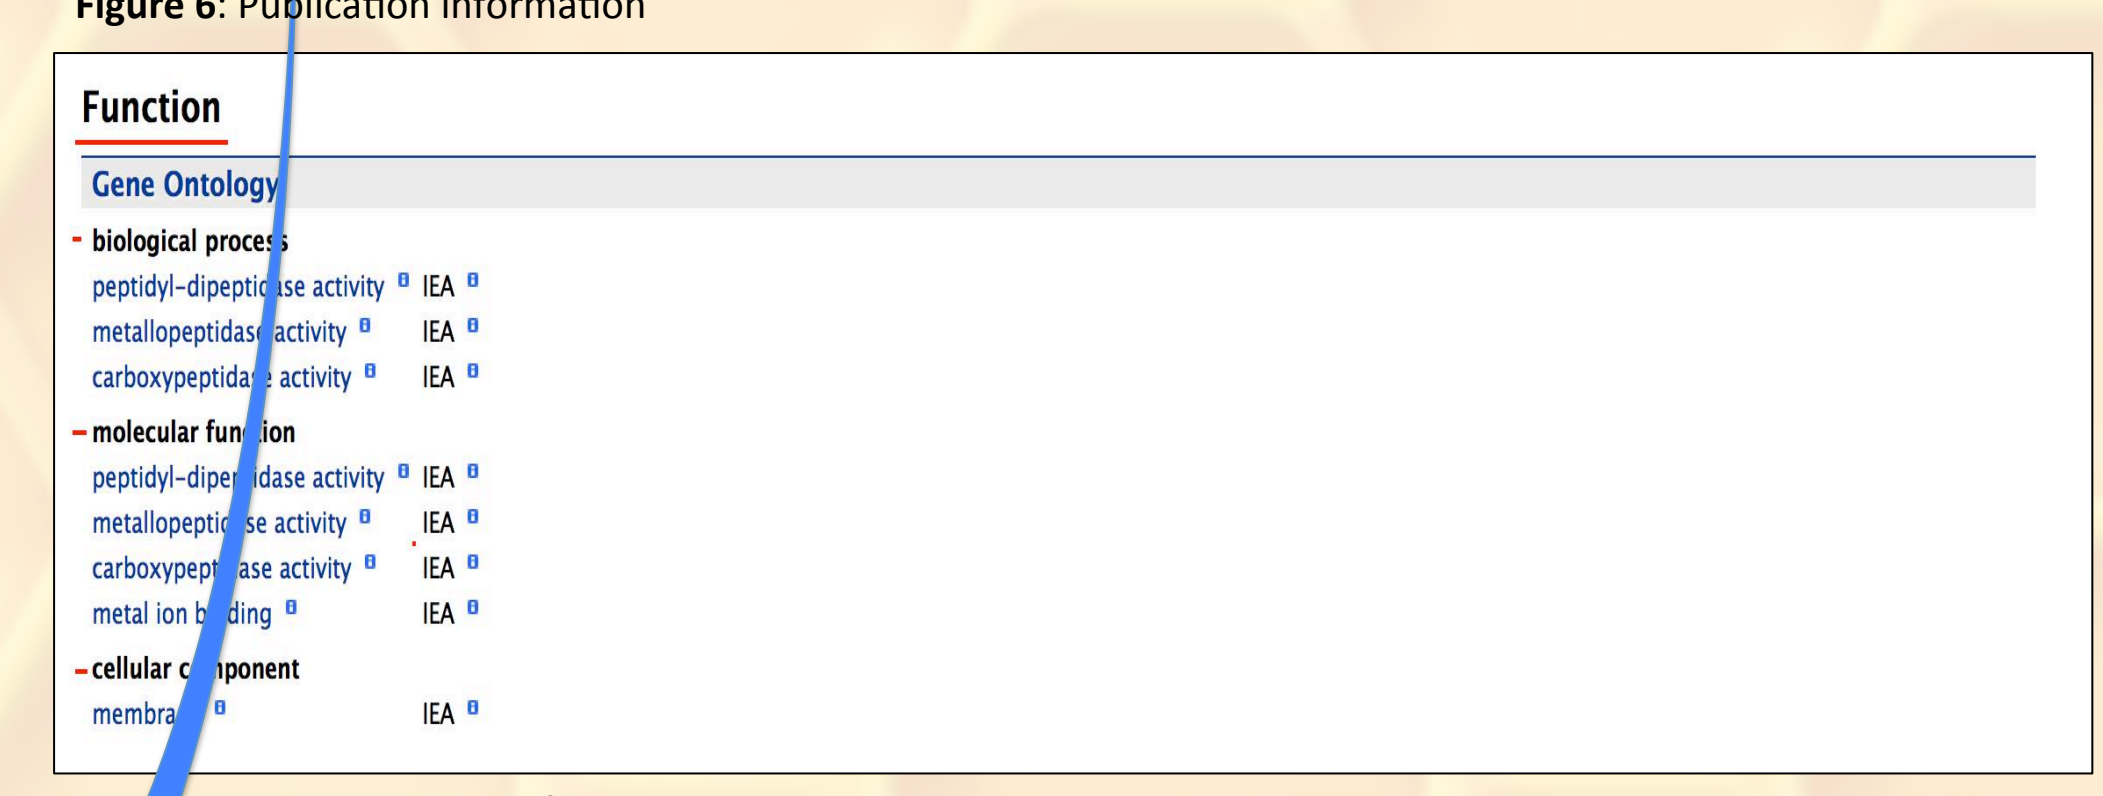 Figure 6: Publication information
Function
Gene Ontology
biological process
peptidyl-dipeptidase activity IEA
metallopeptidase activity IEA
carboxypeptidase activity IEA
molecular function
peptidyl-dipeptidase activity IEA
metallopeptidase activity IEA
carboxypeptidase activity IEA
metal ion binding IEA
cellular component
membrane IEA